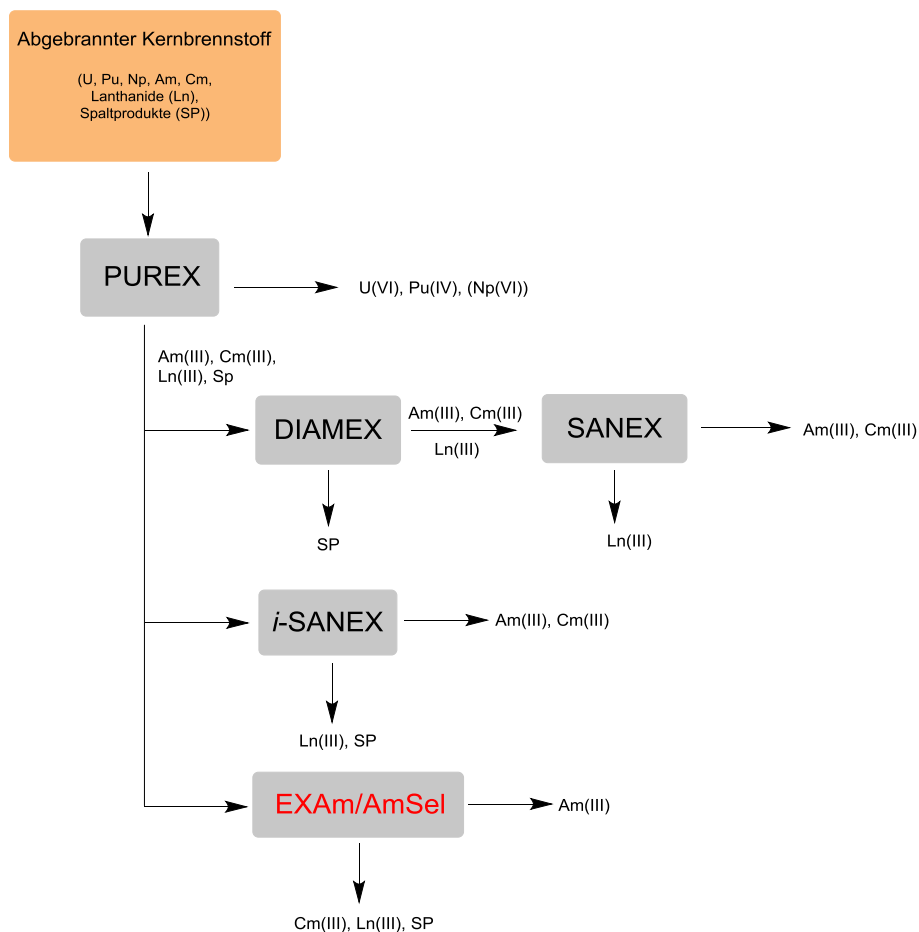 Abgebrannter Kernbrennstoff
(U, Pu, Np, Am, Cm,
Lanthanide (Ln),
Spaltprodukte (SP))
PUREX
U(VI), Pu(IV), (Np(VI))
Am(III), Cm(III),
Ln(III), Sp
DIAMEX
Am(III), Cm(III)
Ln(III)
SANEX
Am(III), Cm(III)
SP
Ln(III)
i-SANEX
Am(III), Cm(III)
Ln(III), SP
EXAm/AmSel
Am(III)
Cm(III), Ln(III), SP